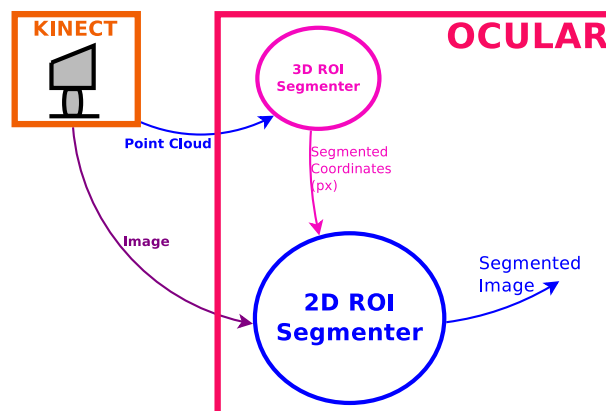 KINECT
OCULAR
3D ROI
Segmenter
Point Cloud
Segmented
Coordinates
(px)
Image
Segmented
Image
2D ROI
Segmenter